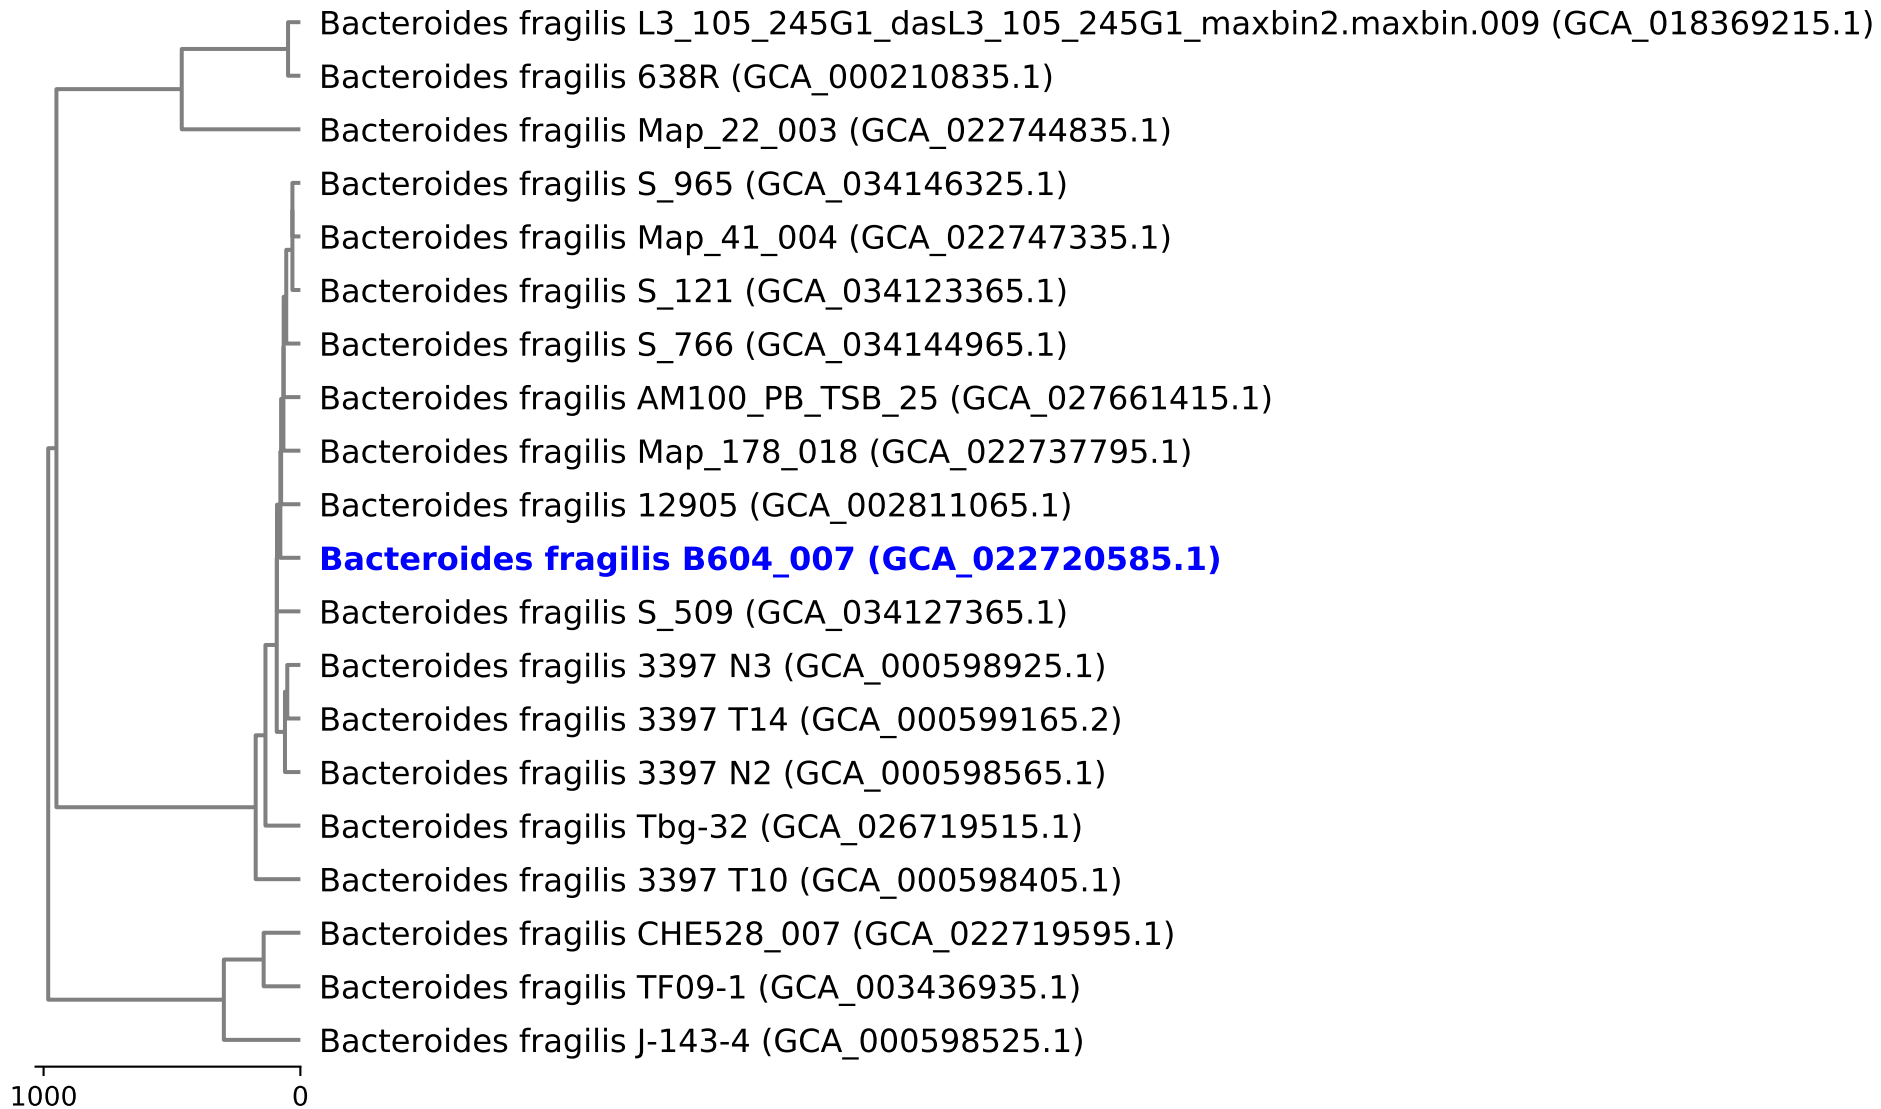 Bacteroides fragilis L3_105_245G1_dasL3_105_245G1_maxbin2.maxbin.009 (GCA_018369215.1)
Bacteroides fragilis 638R (GCA_000210835.1)
Bacteroides fragilis Map_22_003 (GCA_022744835.1)
Bacteroides fragilis S_965 (GCA_034146325.1)
Bacteroides fragilis Map_41_004 (GCA_022747335.1)
Bacteroides fragilis S_121 (GCA_034123365.1)
Bacteroides fragilis S_766 (GCA_034144965.1)
Bacteroides fragilis AM100_PB_TSB_25 (GCA_027661415.1)
Bacteroides fragilis Map_178_018 (GCA_022737795.1)
Bacteroides fragilis 12905 (GCA_002811065.1)
Bacteroides fragilis B604_007 (GCA_022720585.1)
Bacteroides fragilis S_509 (GCA_034127365.1)
Bacteroides fragilis 3397 N3 (GCA_000598925.1)
Bacteroides fragilis 3397 T14 (GCA_000599165.2)
Bacteroides fragilis 3397 N2 (GCA_000598565.1)
Bacteroides fragilis Tbg-32 (GCA_026719515.1)
Bacteroides fragilis 3397 T10 (GCA_000598405.1)
Bacteroides fragilis CHE528_007 (GCA_022719595.1)
Bacteroides fragilis TF09-1 (GCA_003436935.1)
Bacteroides fragilis J-143-4 (GCA_000598525.1)
1000 0